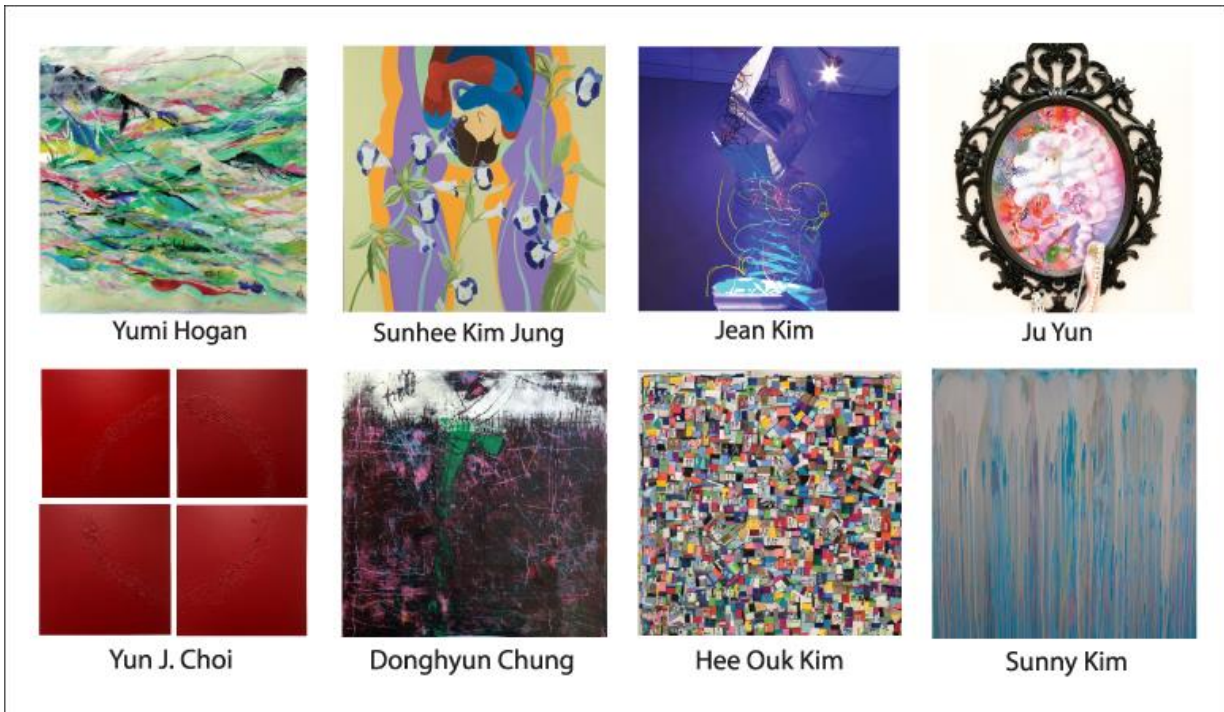 Yumi Hogan
Sunhee Kim Jung
Jean Kim
Ju Yun
Yun J. Choi
Donghyun Chung
Hee Ouk Kim
Sunny Kim